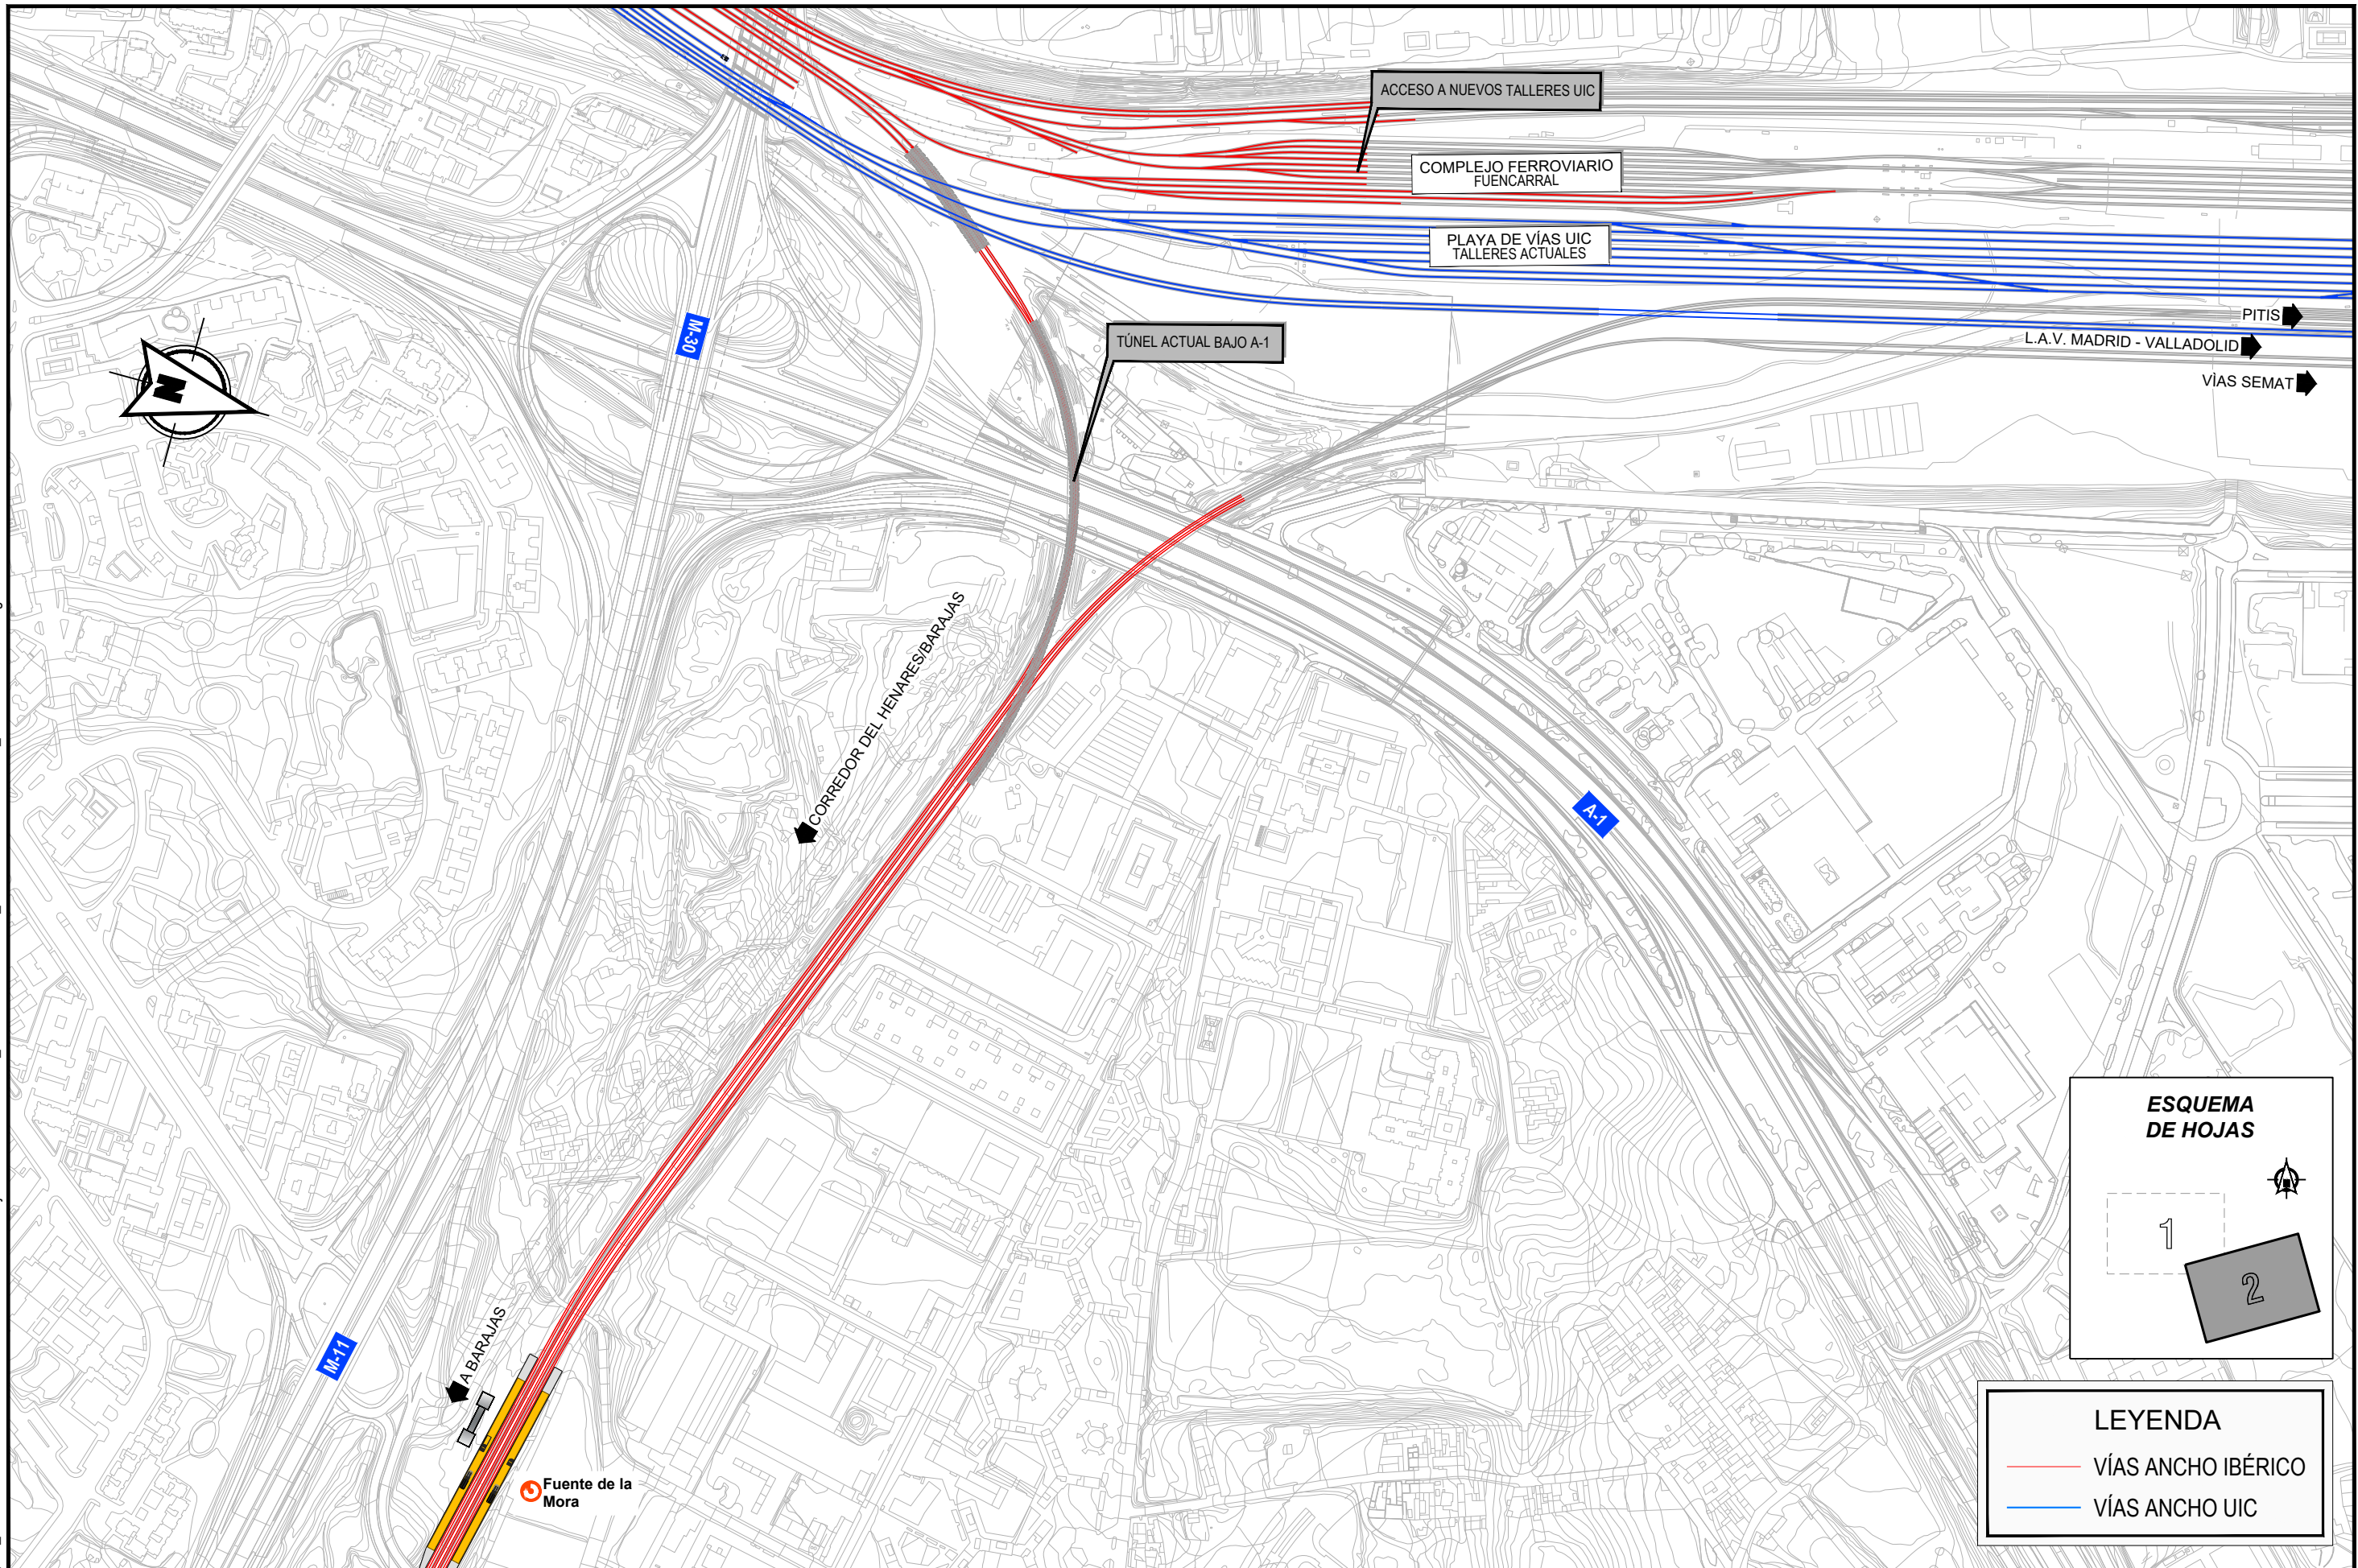 ACCESO A NUEVOS TALLERES UIC
COMPLEJO FERROVIARIO
FUENCARRAL
PLAYA DE VÍAS UIC
TALLERES ACTUALES
M-30
PITIS
TÚNEL ACTUAL BAJO A-1
L.A.V. MADRID - VALLADOLID
VÍAS SEMAT
N
CORREDOR DEL HENARES/BARAJAS
A-1
ESQUEMA
DE HOJAS
1
2
A BARAJAS
M-11
Fuente de la
Mora
LEYENDA
VÍAS ANCHO IBÉRICO
VÍAS ANCHO UIC